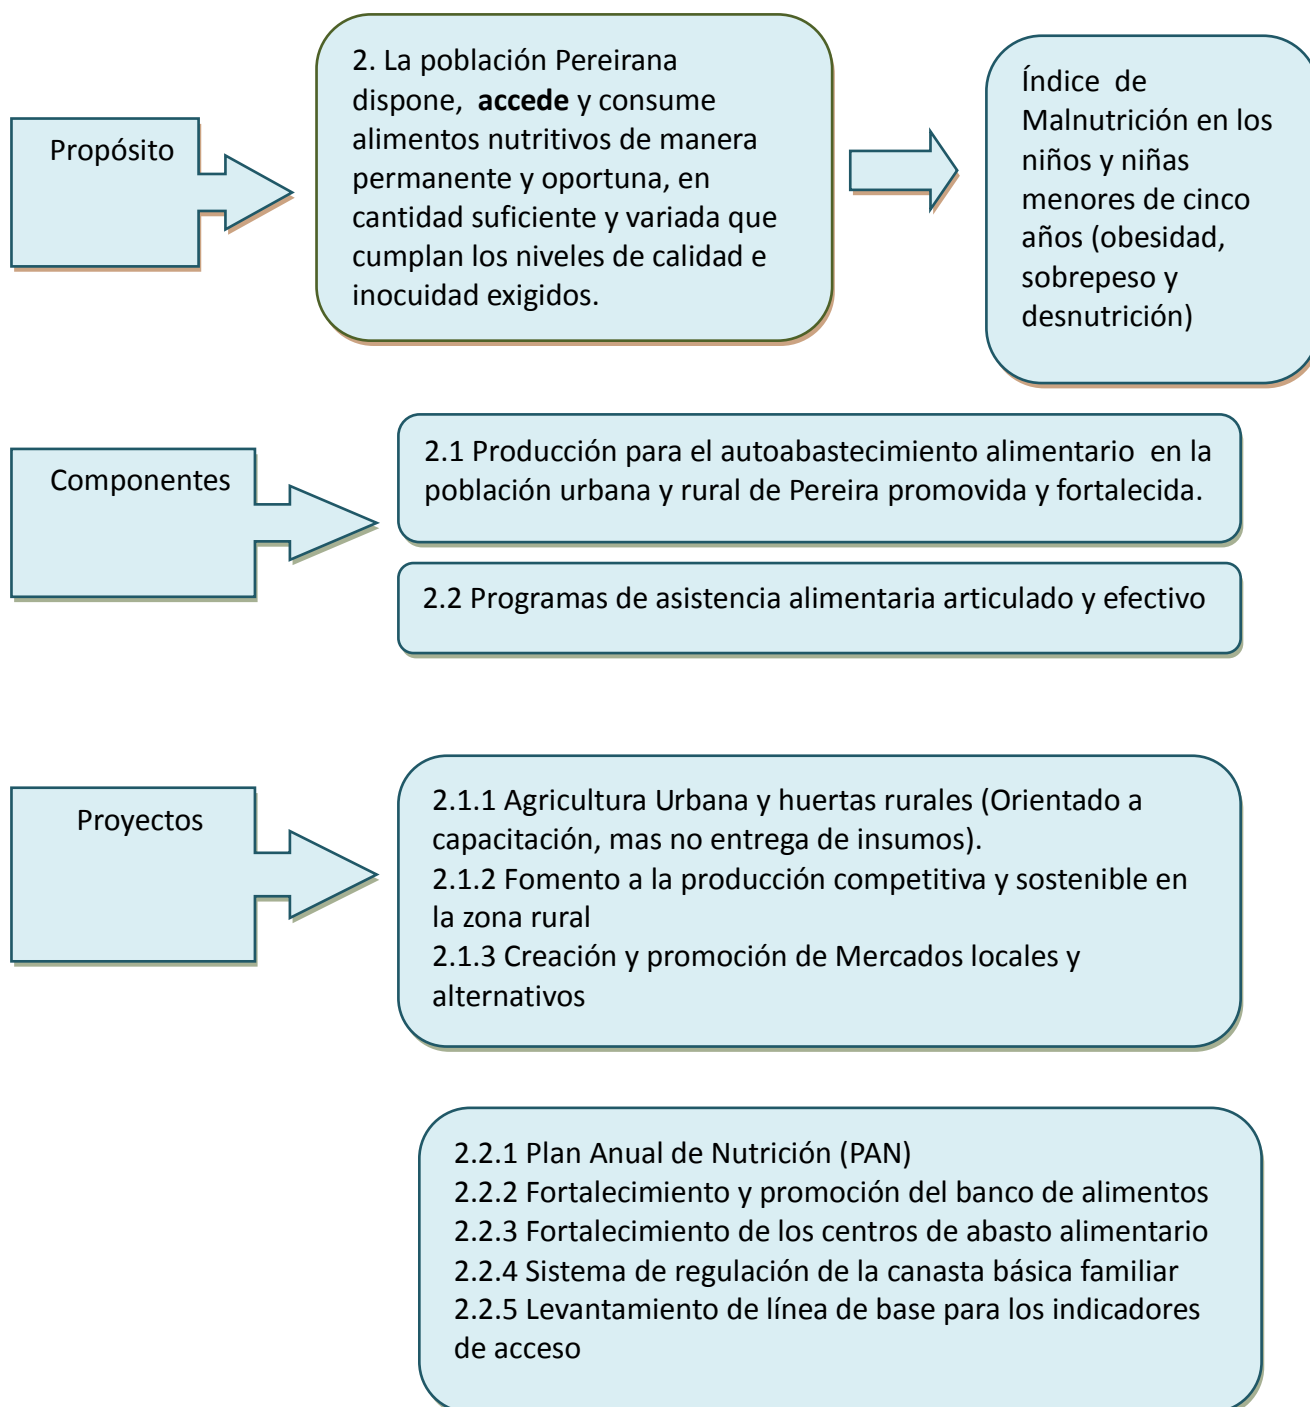 Propósito
2. La población Pereirana
dispone, accede y consume
alimentos nutritivos de manera
permanente y oportuna, en
cantidad suficiente y variada que
cumplan los niveles de calidad e
inocuidad exigidos.
Índice de
Malnutrición en los
niños y niñas
menores de cinco
años (obesidad,
sobrepeso y
desnutrición)
Componentes
2.1 Producción para el autoabastecimiento alimentario en la
población urbana y rural de Pereira promovida y fortalecida.
2.2 Programas de asistencia alimentaria articulado y efectivo
Proyectos
2.1.1 Agricultura Urbana y huertas rurales (Orientado a
capacitación, mas no entrega de insumos).
2.1.2 Fomento a la producción competitiva y sostenible en
la zona rural
2.1.3 Creación y promoción de Mercados locales y
alternativos
2.2.1 Plan Anual de Nutrición (PAN)
2.2.2 Fortalecimiento y promoción del banco de alimentos
2.2.3 Fortalecimiento de los centros de abasto alimentario
2.2.4 Sistema de regulación de la canasta básica familiar
2.2.5 Levantamiento de línea de base para los indicadores
de acceso